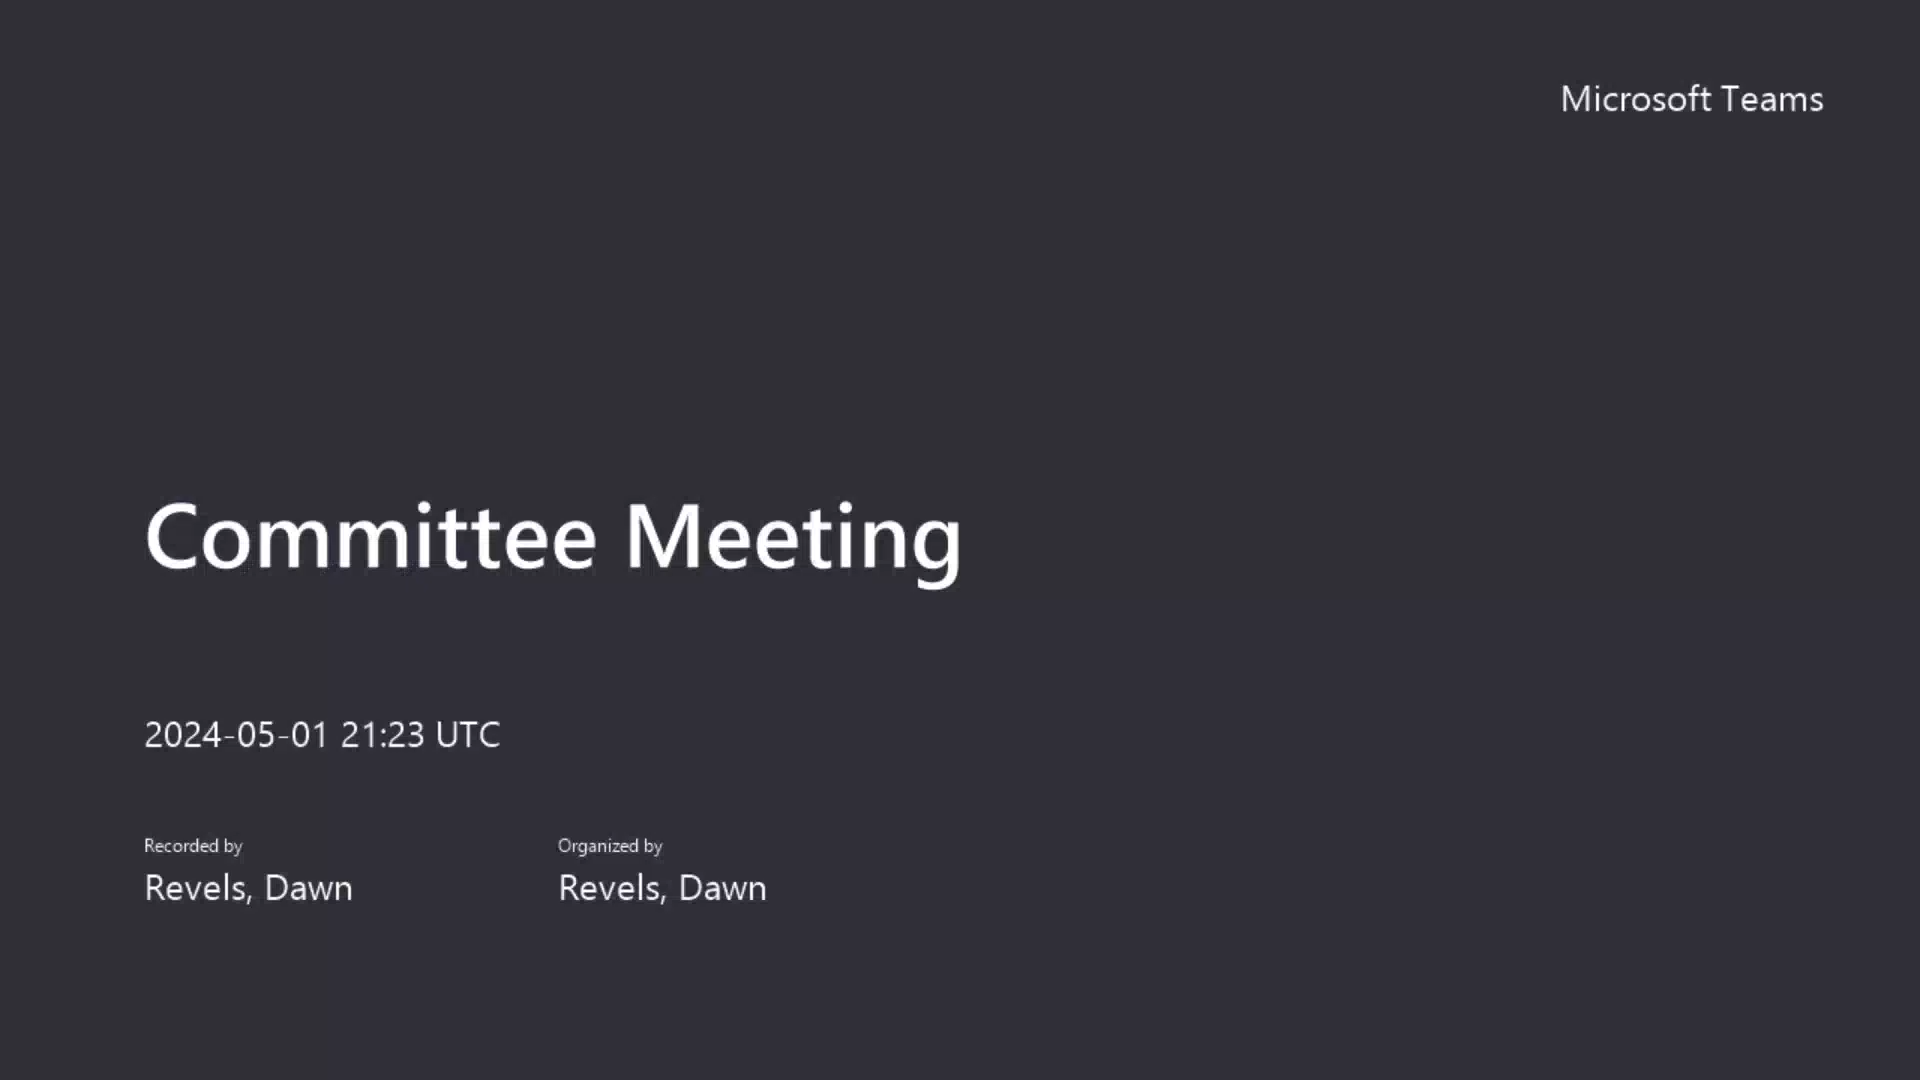 Microsoft Teams
Committee Meeting
2024-05-01 21:23 UTC
Recorded by
Revels, Dawn
Organized by
Revels, Dawn